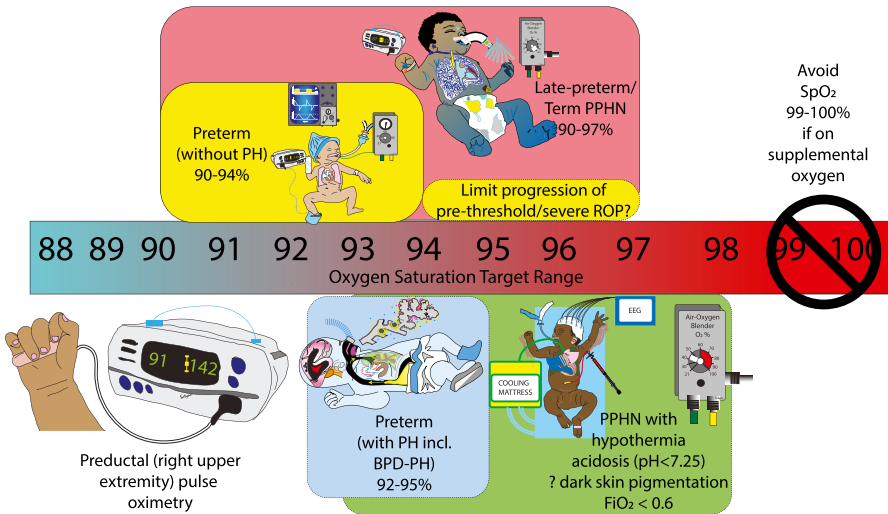 Air-Oxygen
Blender
O₂ %
Late-preterm/
Term PPHN
90-97%
Preterm
(without PH)
90-94%
Limit progression of
pre-threshold/severe ROP?
Avoid
SpO₂
99-100%
if on
supplemental
oxygen
88 89 90 91 92 93 94 95 96 97 98 99 100
Oxygen Saturation Target Range
91 142
Preductal (right upper
extremity) pulse
oximetry
Preterm
(with PH incl.
BPD-PH)
92-95%
EEG
COOLING
MATTRESS
Air-Oxygen
Blender
O₂ %
PPHN with
hypothermia
acidosis (pH<7.25)
? dark skin pigmentation
FiO₂ < 0.6